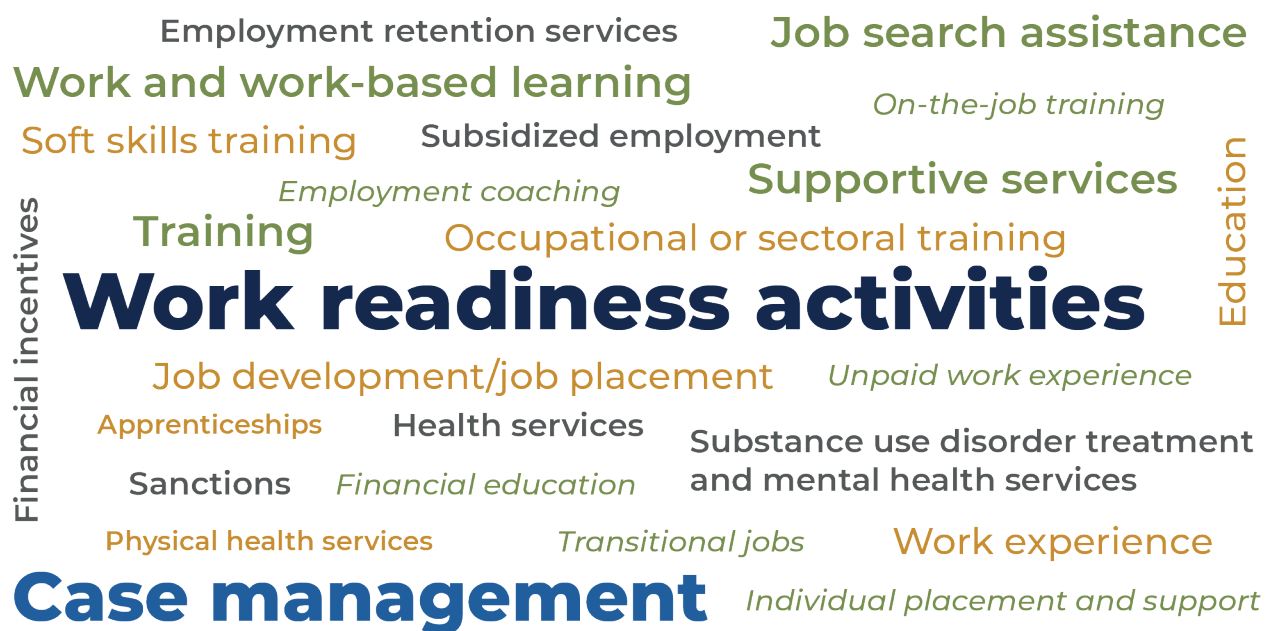 Employment retention services
Job search assistance
Work and work-based learning
On-the-job training
Soft skills training
Subsidized employment
Education
Employment coaching
Supportive services
Financial incentives
Training
Occupational or sectoral training
Work readiness activities
Job development/job placement
Unpaid work experience
Apprenticeships
Health services
Substance use disorder treatment
and mental health services
Sanctions
Financial education
Physical health services
Transitional jobs
Work experience
Case management
Individual placement and support